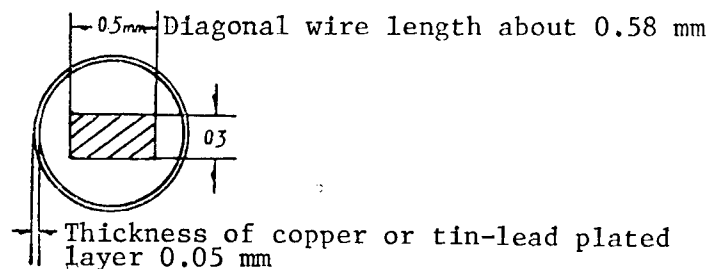 0.5mm Diagonal wire length about 0.58 mm
03
Thickness of copper or tin-lead plated
layer 0.05 mm